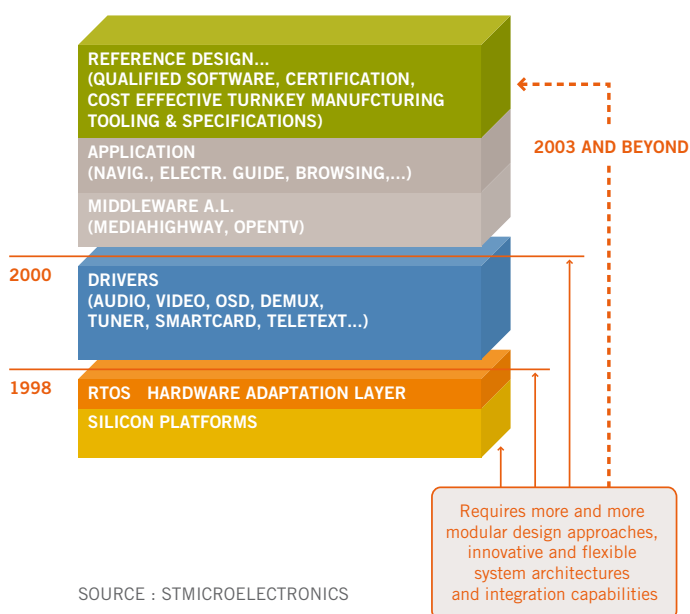 REFERENCE DESIGN...
(QUALIFIED SOFTWARE, CERTIFICATION,
COST EFFECTIVE TURNKEY MANUFCTURING
TOOLING & SPECIFICATIONS)
2003 AND BEYOND
APPLICATION
(NAVIG., ELECTR. GUIDE, BROWSING,...)
MIDDLEWARE A.L.
(MEDIAHIGHWAY, OPENTV)
2000
DRIVERS
(AUDIO, VIDEO, OSD, DEMUX,
TUNER, SMARTCARD, TELETEXT...)
1998
RTOS HARDWARE ADAPTATION LAYER
SILICON PLATFORMS
Requires more and more
modular design approaches,
innovative and flexible
system architectures
and integration capabilities
SOURCE : STMICROELECTRONICS